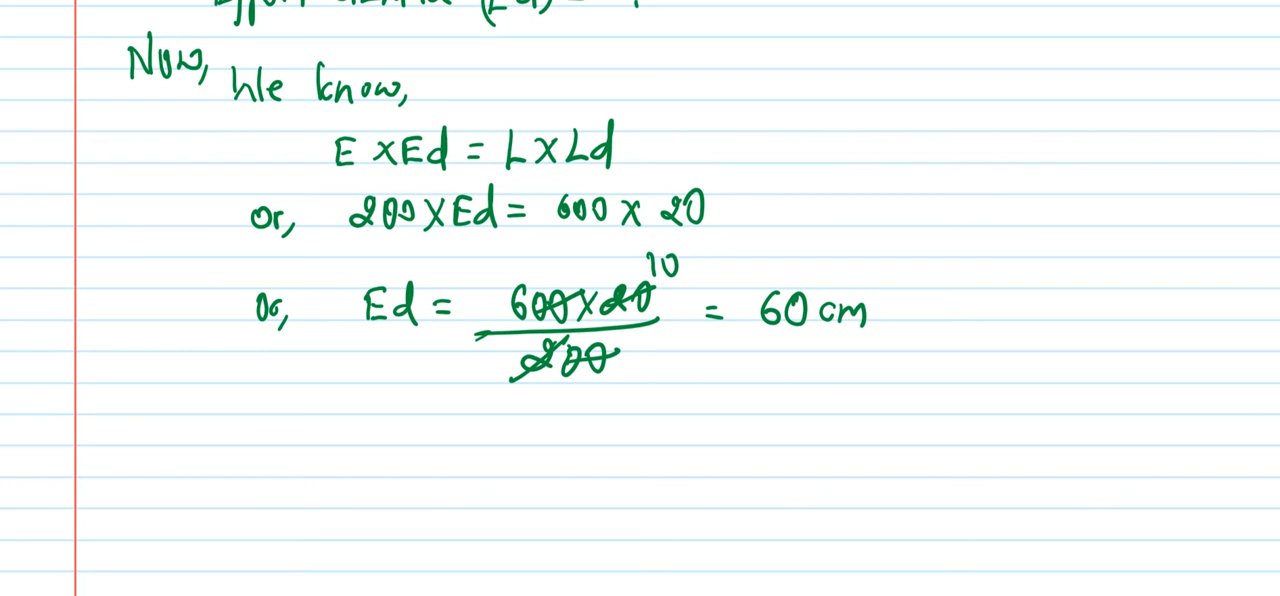 Now,
We know,
E × Ed = L × Ld
or, 200 × Ed = 600 × 20
Or, Ed = 600 × 20 10 / 200 = 60 cm